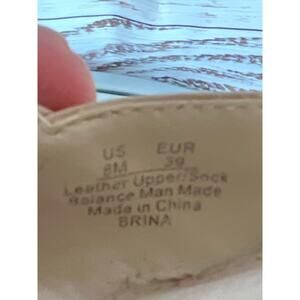 US EUR
8M 39
Leather Upper/Sock
Balance Man Made
Made in China
BRINA